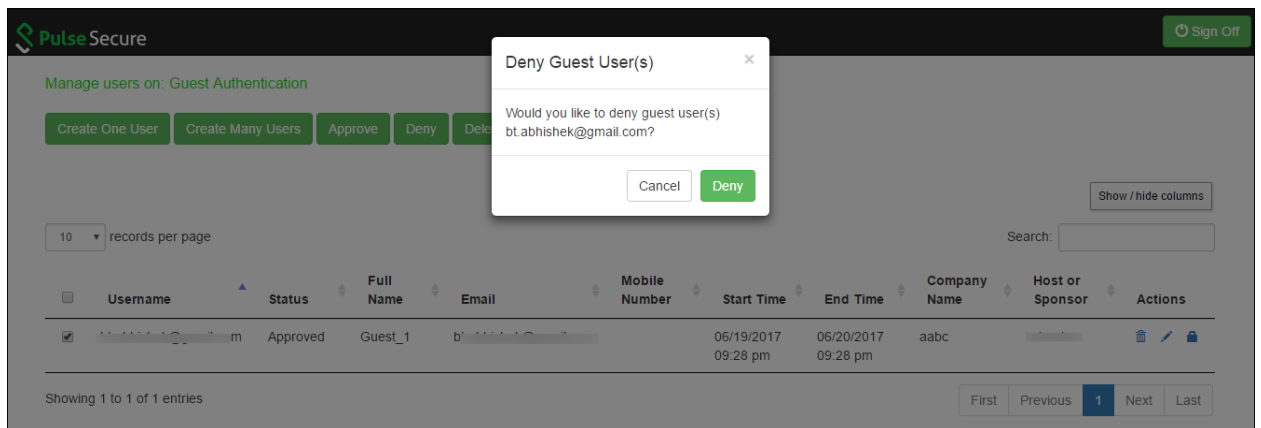 Pulse Secure
Sign Off
Deny Guest User(s)
×
Manage users on: Guest Authentication
Would you like to deny guest user(s)
bt.abhishek@gmail.com?
Create One User Create Many Users Approve Deny
Cancel Deny
Show / hide columns
10 records per page
Search:
Username Status Full Name Email Mobile Number Start Time End Time Company Name Host or Sponsor Actions
Approved Guest_1 06/19/2017 09:28 pm 06/20/2017 09:28 pm aabc
Showing 1 to 1 of 1 entries
First Previous 1 Next Last